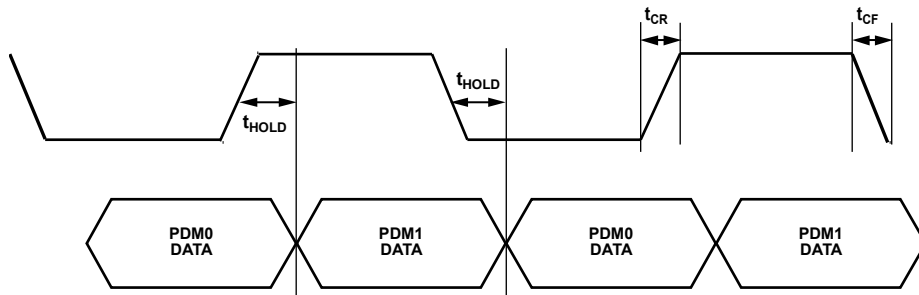 tCR
tCF
tHOLD
tHOLD
PDM0
DATA
PDM1
DATA
PDM0
DATA
PDM1
DATA